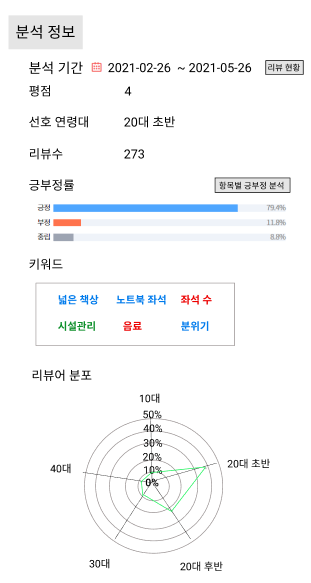 분석 정보
분석 기간 2021-02-26 ~ 2021-05-26 리뷰 현황
평점 4
선호 연령대 20대 초반
리뷰수 273
긍부정률 항목별 긍부정 분석
긍정 79.4%
부정 11.8%
중립 8.8%
키워드
넓은 책상 노트북 좌석 좌석 수
시설관리 음료 분위기
리뷰어 분포
10대
50%
40%
30%
20%
10%
0%
20대 초반
40대
30대
20대 후반